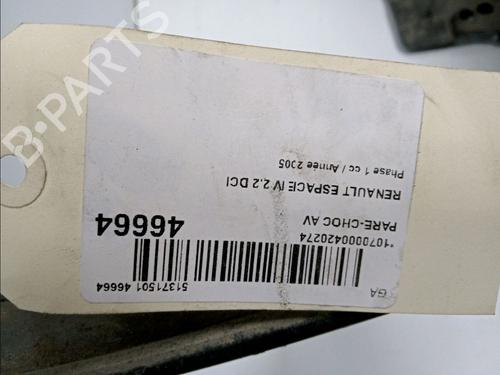 GA
*1070000420274
PARE-CHOC AV
46664
RENAULT ESPACE IV 2.2 DCI
Phase 1 cc / Année 2005
51371501 46664
B-PARTS